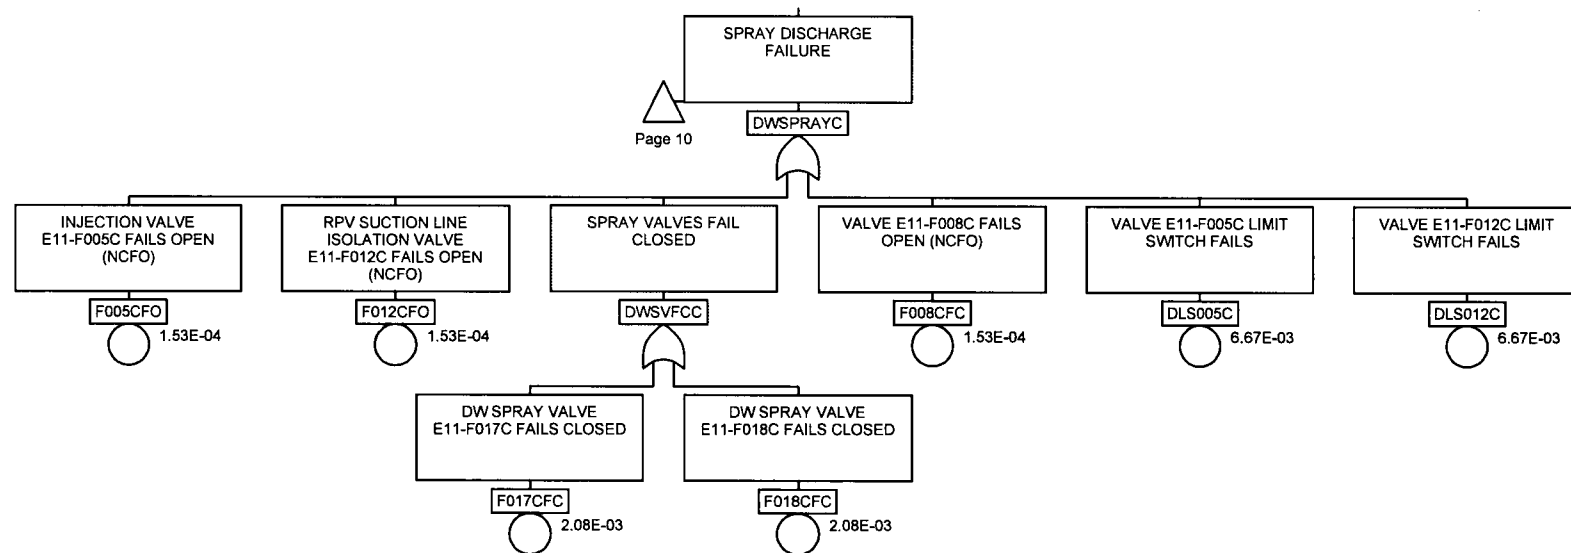 SPRAY DISCHARGE
FAILURE
Page 10
DWSPRAYC
INJECTION VALVE
E11-F005C FAILS OPEN
(NCFO)
F005CFO
1.53E-04
RPV SUCTION LINE
ISOLATION VALVE
E11-F012C FAILS OPEN
(NCFO)
F012CFO
1.53E-04
SPRAY VALVES FAIL
CLOSED
DWSVFCC
VALVE E11-F008C FAILS
OPEN (NCFO)
F008CFC
1.53E-04
VALVE E11-F005C LIMIT
SWITCH FAILS
DLS005C
6.67E-03
VALVE E11-F012C LIMIT
SWITCH FAILS
DLS012C
6.67E-03
DW SPRAY VALVE
E11-F017C FAILS CLOSED
F017CFC
2.08E-03
DW SPRAY VALVE
E11-F018C FAILS CLOSED
F018CFC
2.08E-03